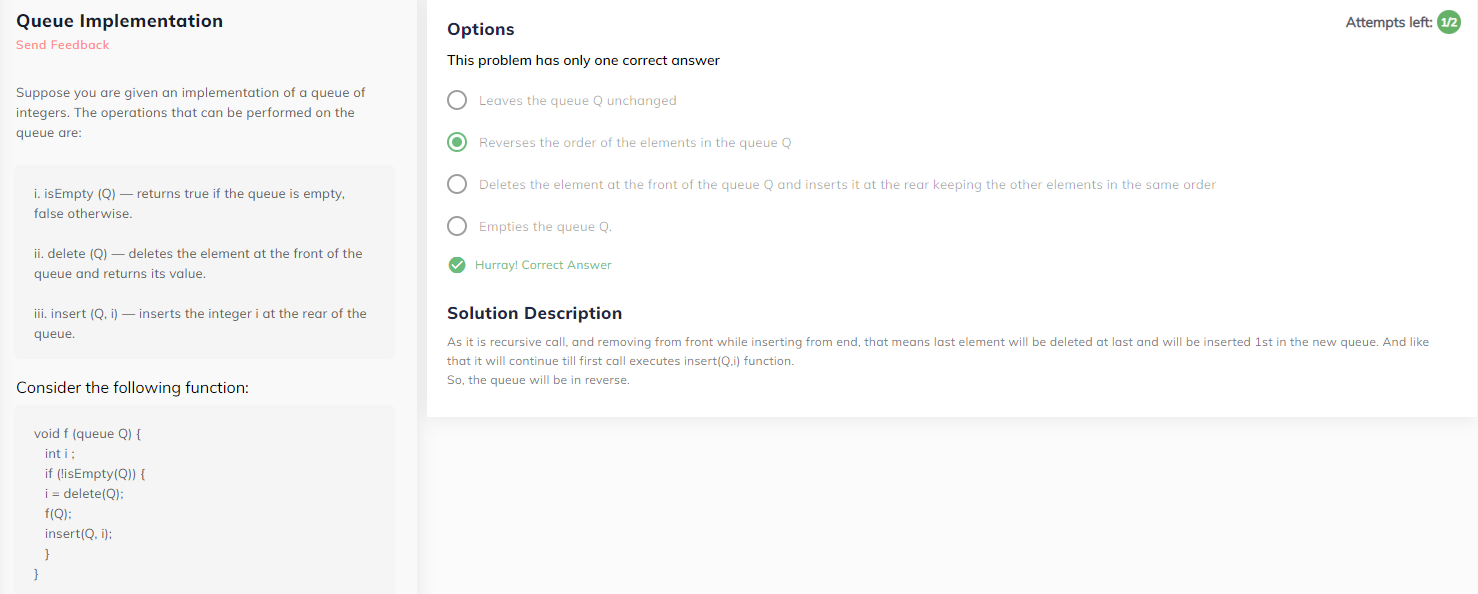 Queue Implementation
Send Feedback
Suppose you are given an implementation of a queue of
integers. The operations that can be performed on the
queue are:
i. isEmpty (Q) — returns true if the queue is empty,
false otherwise.
ii. delete (Q) — deletes the element at the front of the
queue and returns its value.
iii. insert (Q, i) — inserts the integer i at the rear of the
queue.
Consider the following function:
void f (queue Q) {
int i ;
if (!isEmpty(Q)) {
i = delete(Q);
f(Q);
insert(Q, i);
}
}
Attempts left: 1/2
Options
This problem has only one correct answer
Leaves the queue Q unchanged
Reverses the order of the elements in the queue Q
Deletes the element at the front of the queue Q and inserts it at the rear keeping the other elements in the same order
Empties the queue Q.
Hurray! Correct Answer
Solution Description
As it is recursive call, and removing from front while inserting from end, that means last element will be deleted at last and will be inserted 1st in the new queue. And like
that it will continue till first call executes insert(Q,i) function.
So, the queue will be in reverse.